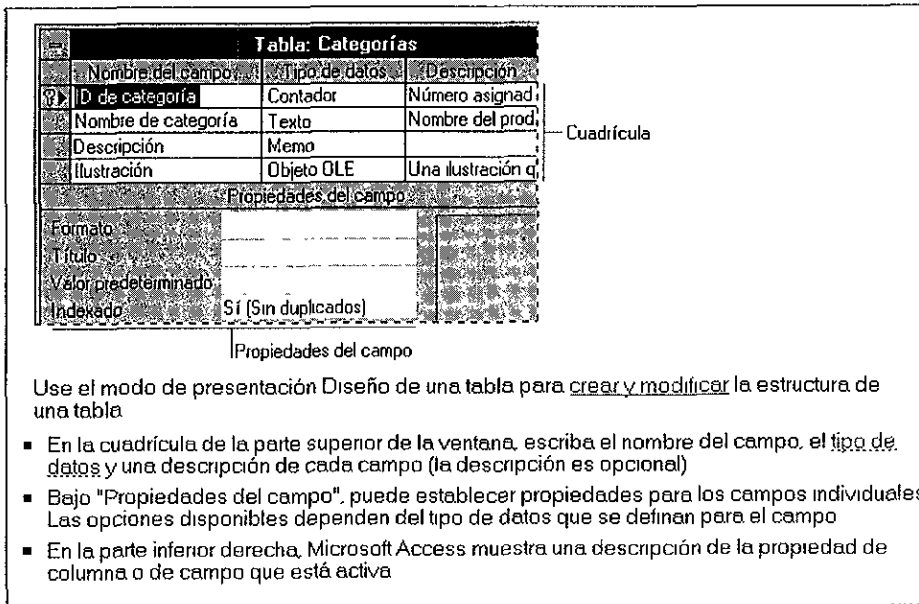 Tabla: Categorías
Nombre del campo Tipo de datos Descripción
ID de categoría Contador Número asignad
Nombre de categoría Texto Nombre del prod
Descripción Memo
Ilustración Objeto OLE Una ilustración q
Cuadrícula
Propiedades del campo
Formato
Título
Valor predeterminado
Indexado Sí (Sin duplicados)
Propiedades del campo
Use el modo de presentación Diseño de una tabla para crear y modificar la estructura de
una tabla
▪ En la cuadrícula de la parte superior de la ventana, escriba el nombre del campo, el tipo de
datos y una descripción de cada campo (la descripción es opcional)
▪ Bajo "Propiedades del campo", puede establecer propiedades para los campos individuales
Las opciones disponibles dependen del tipo de datos que se definan para el campo
▪ En la parte inferior derecha, Microsoft Access muestra una descripción de la propiedad de
columna o de campo que está activa